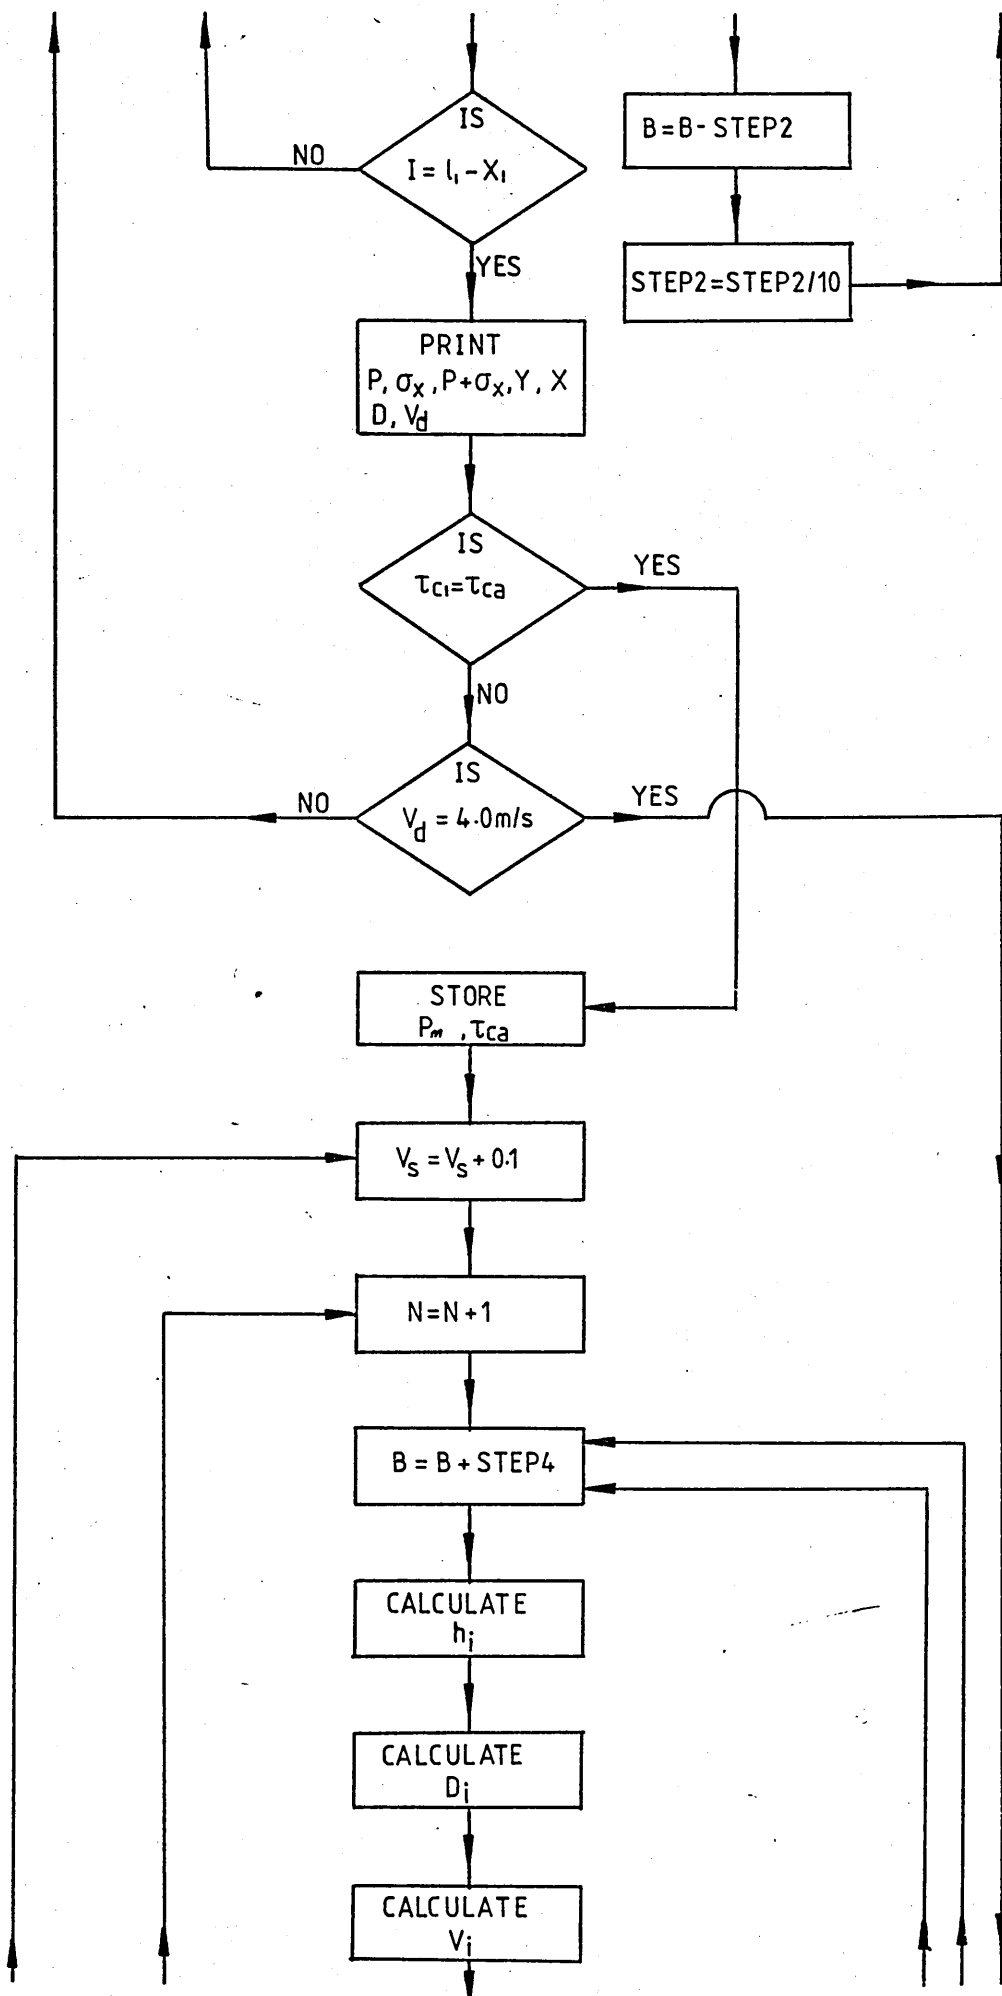 IS
I = l₁ - X₁
NO
YES
B=B-STEP2
STEP2=STEP2/10
PRINT
P, σx, P+σx, Y, X
D, Vd
IS
τc₁=τca
YES
NO
IS
Vd = 4.0m/s
NO
YES
STORE
Pm, τca
Vs = Vs + 0.1
N=N+1
B = B + STEP4
CALCULATE
hi
CALCULATE
Di
CALCULATE
Vi